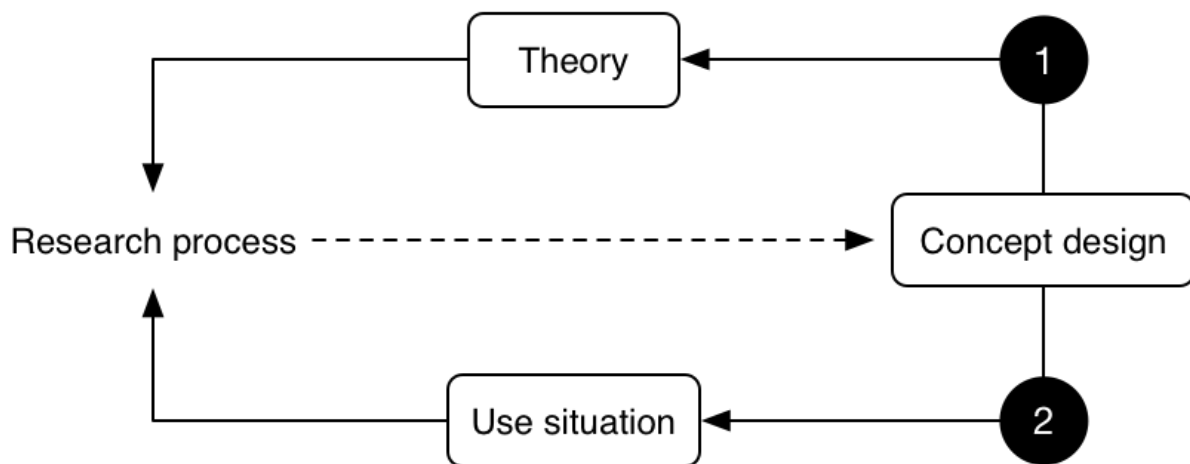 Theory
1
Research process
Concept design
Use situation
2